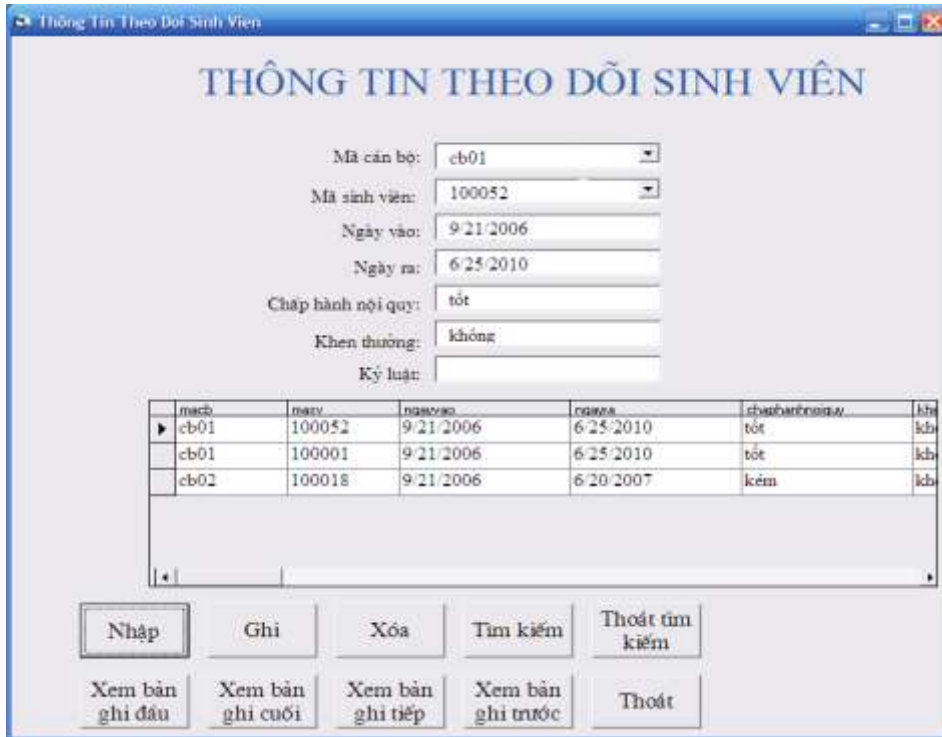 Thông Tin Theo Dõi Sinh Vien
THÔNG TIN THEO DÕI SINH VIÊN
Mã cán bộ: cb01
Mã sinh viên: 100052
Ngày vào: 9/21/2006
Ngày ra: 6/25/2010
Chấp hành nội quy: tốt
Khen thưởng: không
Kỷ luật:
macb masv ngayvao ngayra chaphanhnoiquy kha
cb01 100052 9/21/2006 6/25/2010 tốt
cb01 100001 9/21/2006 6/25/2010 tốt
cb02 100018 9/21/2006 6/20/2007 kém
Nhập Ghi Xóa Tìm kiếm Thoát tìm kiếm
Xem bản ghi đầu Xem bản ghi cuối Xem bản ghi tiếp Xem bản ghi trước Thoát